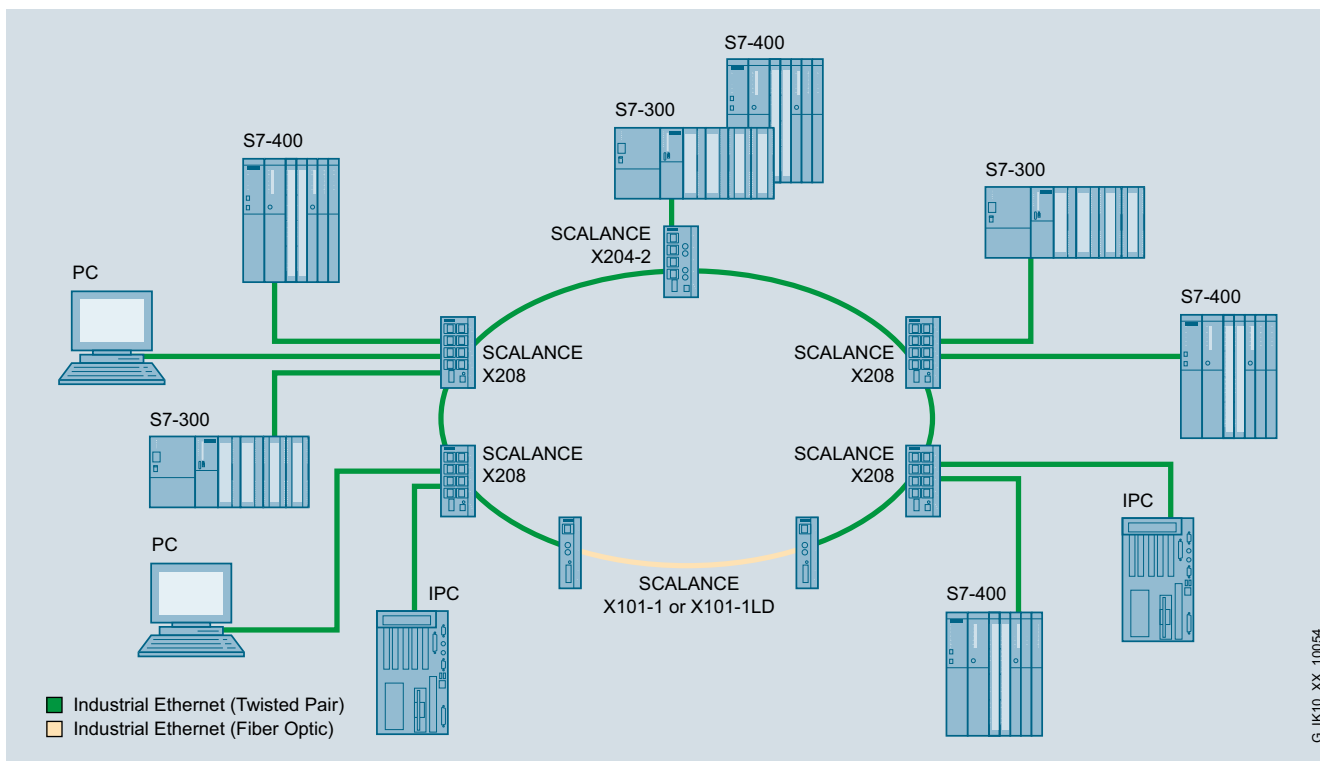 S7-400
S7-300
S7-400
S7-300
SCALANCE
X204-2
PC
S7-400
SCALANCE
X208
SCALANCE
X208
S7-300
SCALANCE
X208
SCALANCE
X208
IPC
PC
SCALANCE
X101-1 or X101-1LD
IPC
S7-400
Industrial Ethernet (Twisted Pair)
Industrial Ethernet (Fiber Optic)
G_IK10_XX_10054